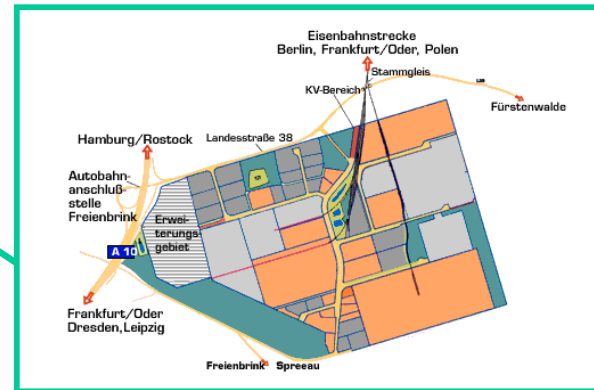 Eisenbahnstrecke
Berlin, Frankfurt/Oder, Polen
Stammgleis
KV-Bereich
Fürstenwalde
Hamburg/Rostock
Landesstraße 38
Autobahn-
anschluß-
stelle
Freienbrink
Erwei-
terungs-
gebiet
A 10
Frankfurt/Oder
Dresden,Leipzig
Freienbrink Spreeau